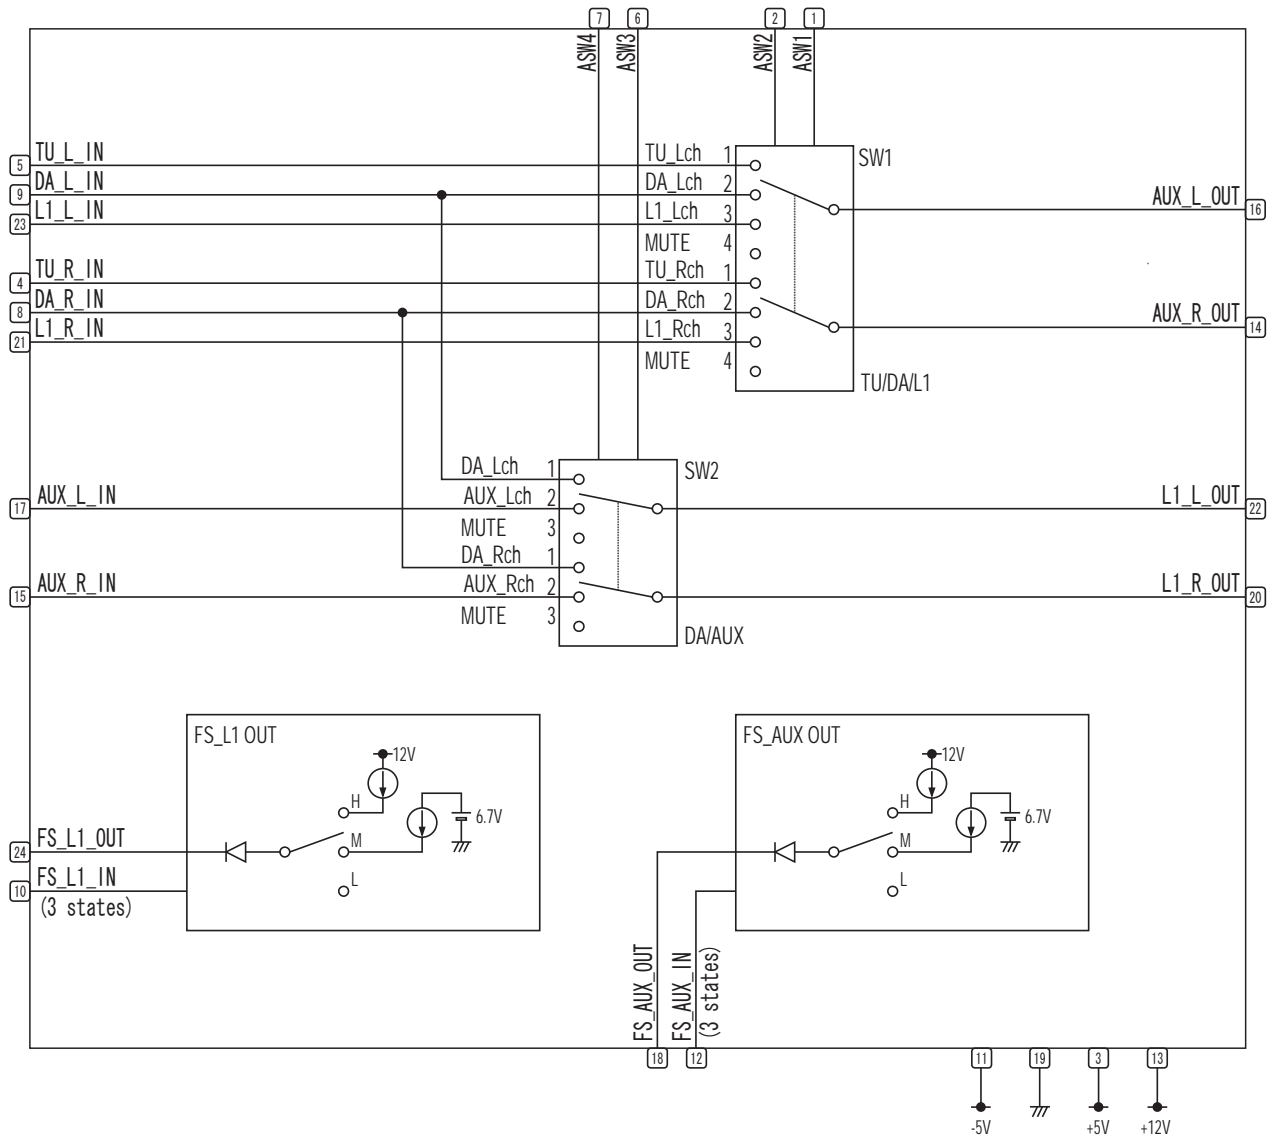 7 6 2 1
ASW4 ASW3 ASW2 ASW1
5 TU_L_IN TU_Lch 1 SW1
9 DA_L_IN DA_Lch 2 AUX_L_OUT 16
23 L1_L_IN L1_Lch 3
MUTE 4
4 TU_R_IN TU_Rch 1
8 DA_R_IN DA_Rch 2 AUX_R_OUT 14
21 L1_R_IN L1_Rch 3
MUTE 4
TU/DA/L1
DA_Lch 1 SW2
17 AUX_L_IN AUX_Lch 2 L1_L_OUT 22
MUTE 3
DA_Rch 1
15 AUX_R_IN AUX_Rch 2 L1_R_OUT 20
MUTE 3
DA/AUX
FS_L1 OUT
12V
H
6.7V
M
L
24 FS_L1_OUT
10 FS_L1_IN
(3 states)
FS_AUX OUT
12V
H
6.7V
M
L
FS_AUX_OUT
FS_AUX_IN
(3 states)
18 12 11 19 3 13
-5V +5V +12V